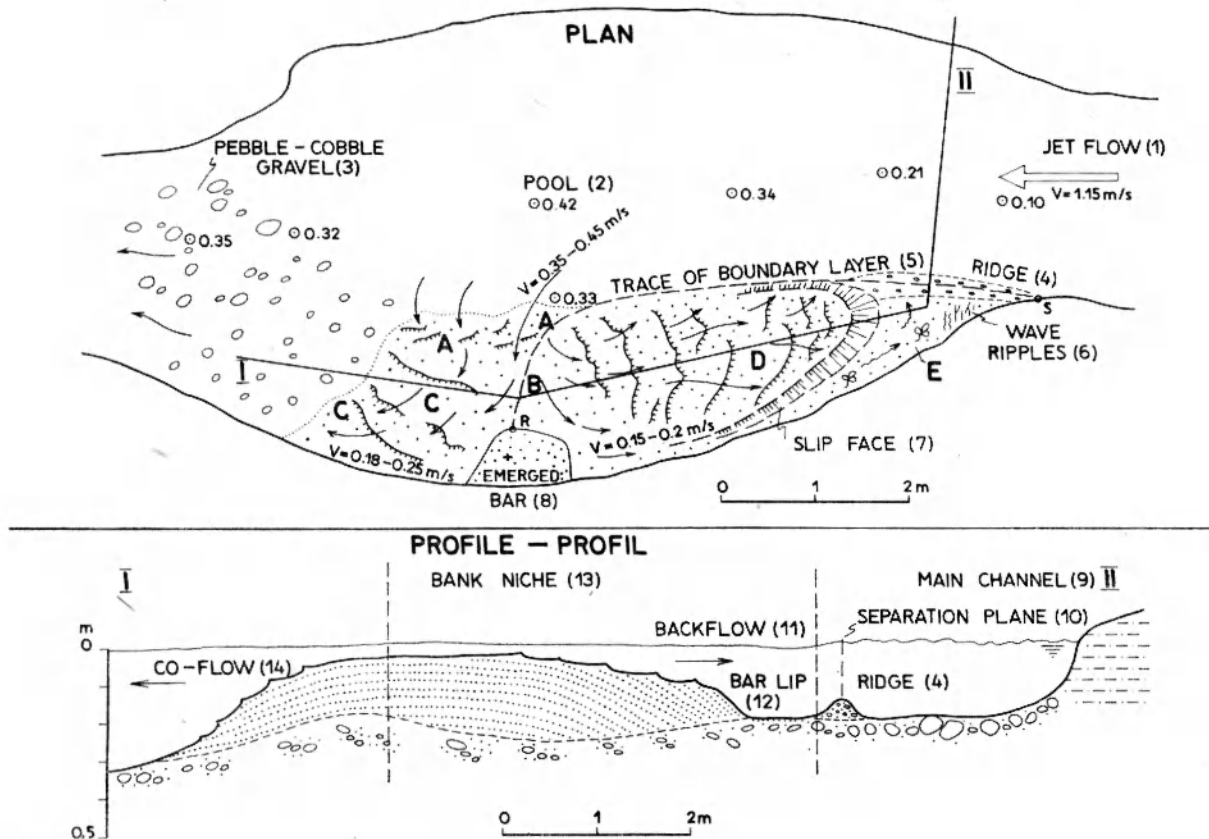 PLAN
II
PEBBLE – COBBLE
GRAVEL (3)
JET FLOW (1)
V= 1.15 m/s
POOL (2)
0.42
0.34
0.21
0.10
0.35
0.32
V=0.35–0.45 m/s
0.33
TRACE OF BOUNDARY LAYER (5)
RIDGE (4)
S
WAVE
RIPPLES (6)
A
A
I
B
D
E
C
C
R
V=0.15–0.2 m/s
SLIP FACE (7)
V=0.18–0.25 m/s
EMERGED
BAR (8)
0 1 2m
PROFILE – PROFIL
I
BANK NICHE (13)
MAIN CHANNEL (9) II
SEPARATION PLANE (10)
m
0
BACKFLOW (11)
CO-FLOW (14)
BAR LIP
(12)
RIDGE (4)
0.5
0 1 2m